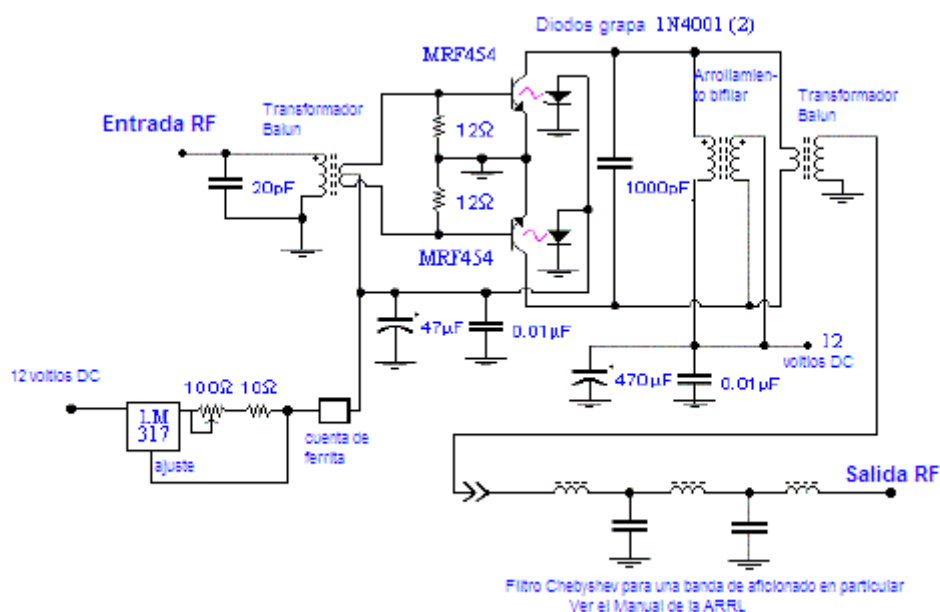 Diodos grapa 1N4001 (2)
MRF454
Arrollamien-
to bifilar
Transformador
Balun
Transformador
Balun
Entrada RF
12Ω
20pF
1000pF
12Ω
MRF454
47µF
0.01µF
12
voltios DC
12 voltios DC
100Ω 10Ω
470µF
0.01µF
LM
317
cuenta de
ferrita
ajuste
Salida RF
Filtro Chebyshev para una banda de aficionado en particular
Ver el Manual de la ARRL